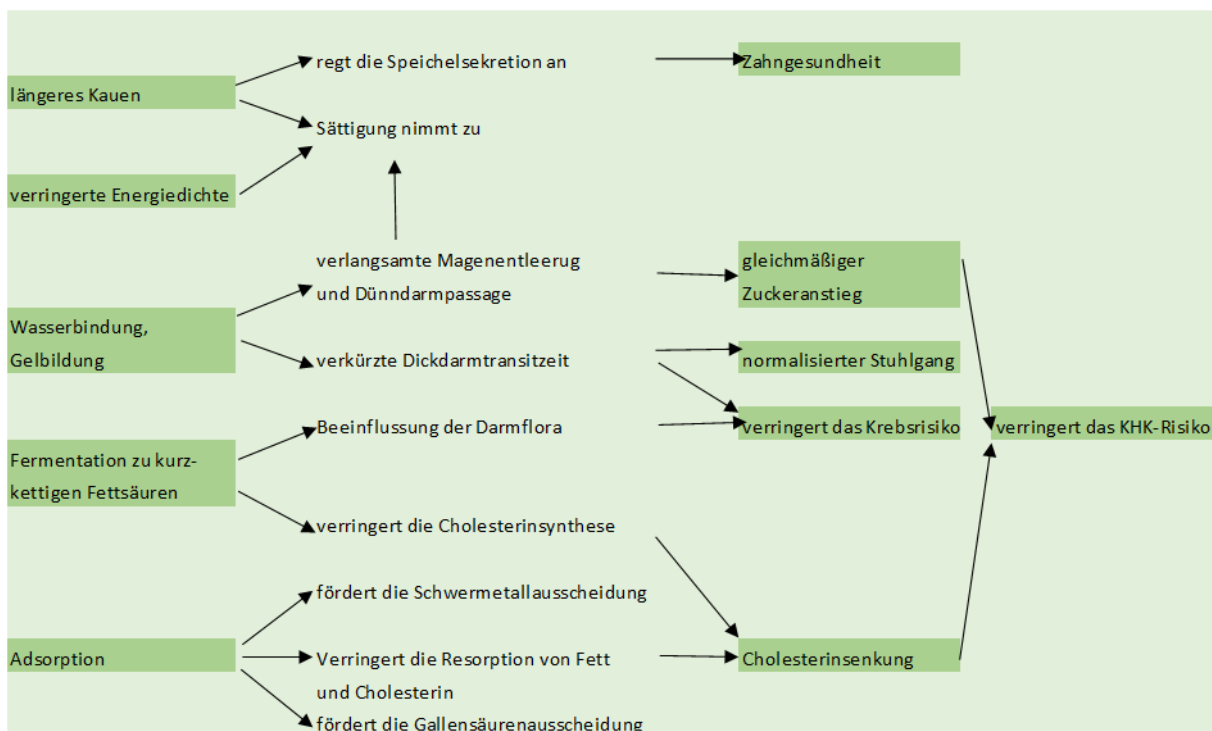 regt die Speichelsekretion an
Zahngesundheit
längeres Kauen
Sättigung nimmt zu
verringerte Energiedichte
verlangsamte Magenentleerug
und Dünndarmpassage
gleichmäßiger
Zuckeranstieg
Wasserbindung,
Gelbildung
verkürzte Dickdarmtransitzeit
normalisierter Stuhlgang
Beeinflussung der Darmflora
verringert das Krebsrisiko
verringert das KHK-Risiko
Fermentation zu kurz-
kettigen Fettsäuren
verringert die Cholesterinsynthese
fördert die Schwermetallausscheidung
Adsorption
Verringert die Resorption von Fett
und Cholesterin
Cholesterinsenkung
fördert die Gallensäurenausscheidung